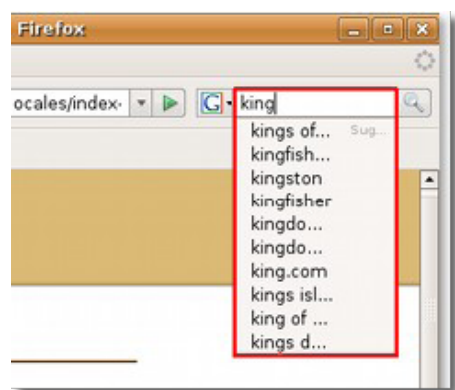 Firefox
ocales/index- G king
kings of... Sug...
kingfish...
kingston
kingfisher
kingdo...
kingdo...
king.com
kings isl...
king of ...
kings d...